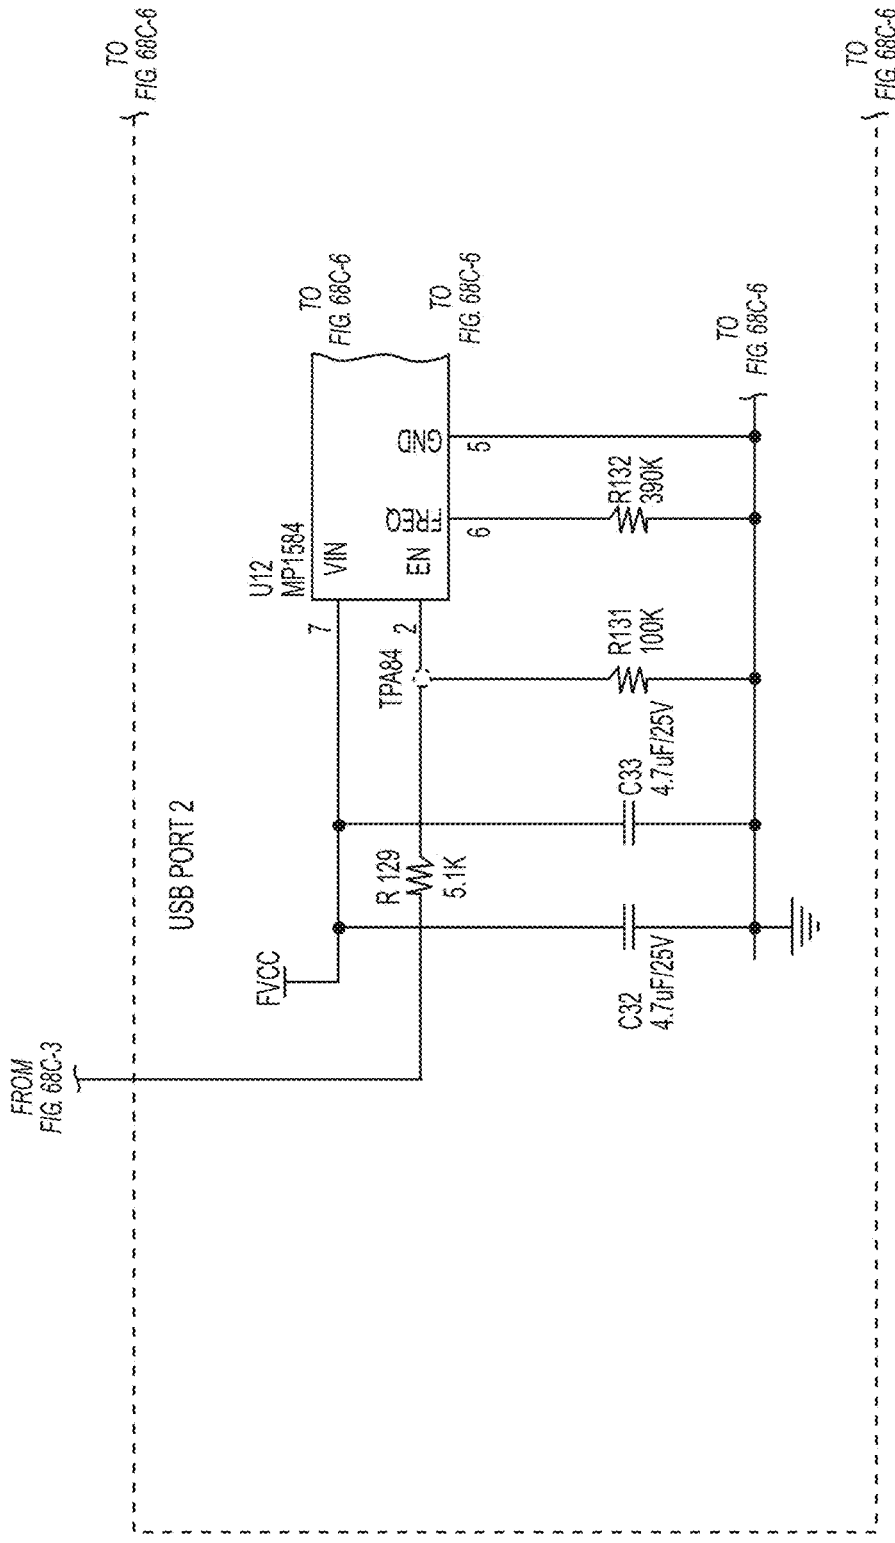 FROM
FIG. 68C-3
TO
FIG. 68C-6
USB PORT 2
FVCC
U12
MP1584
7
VIN
TO
FIG. 68C-6
R 129
5.1K
TPA84
2
EN
FREQ
GND
TO
FIG. 68C-6
6
5
C32
4.7uF/25V
C33
4.7uF/25V
R131
100K
R132
390K
TO
FIG. 68C-6
TO
FIG. 68C-6